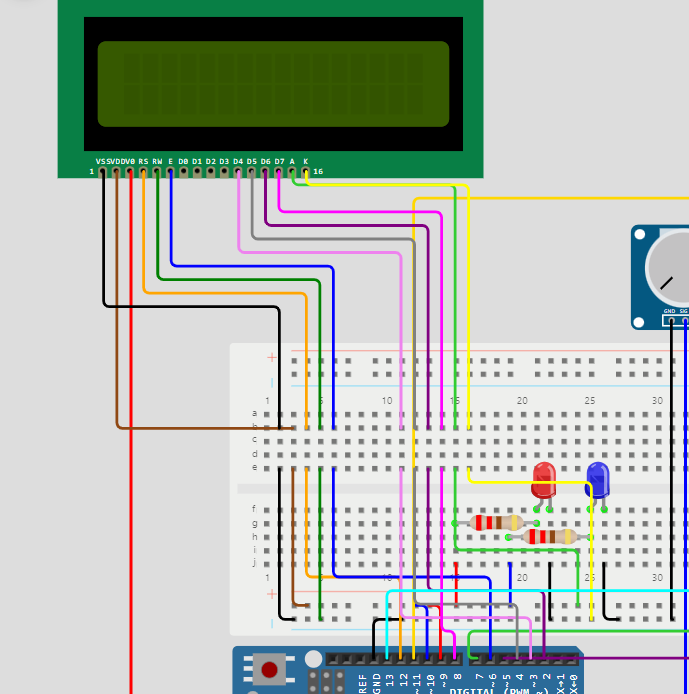 VSS VDD V0 RS RW E D0 D1 D2 D3 D4 D5 D6 D7 A K
1 16
GND SIG
+
1 5 10 15 20 25 30
a
b
c
d
e
f
g
h
i
j
1 10 15 20 25 30
+
REF
GND
13
12
~11
~10
~9
8
7
~6
~5
4
~3
2
TX→1
RX←0
DIGITAL (PWM ~)